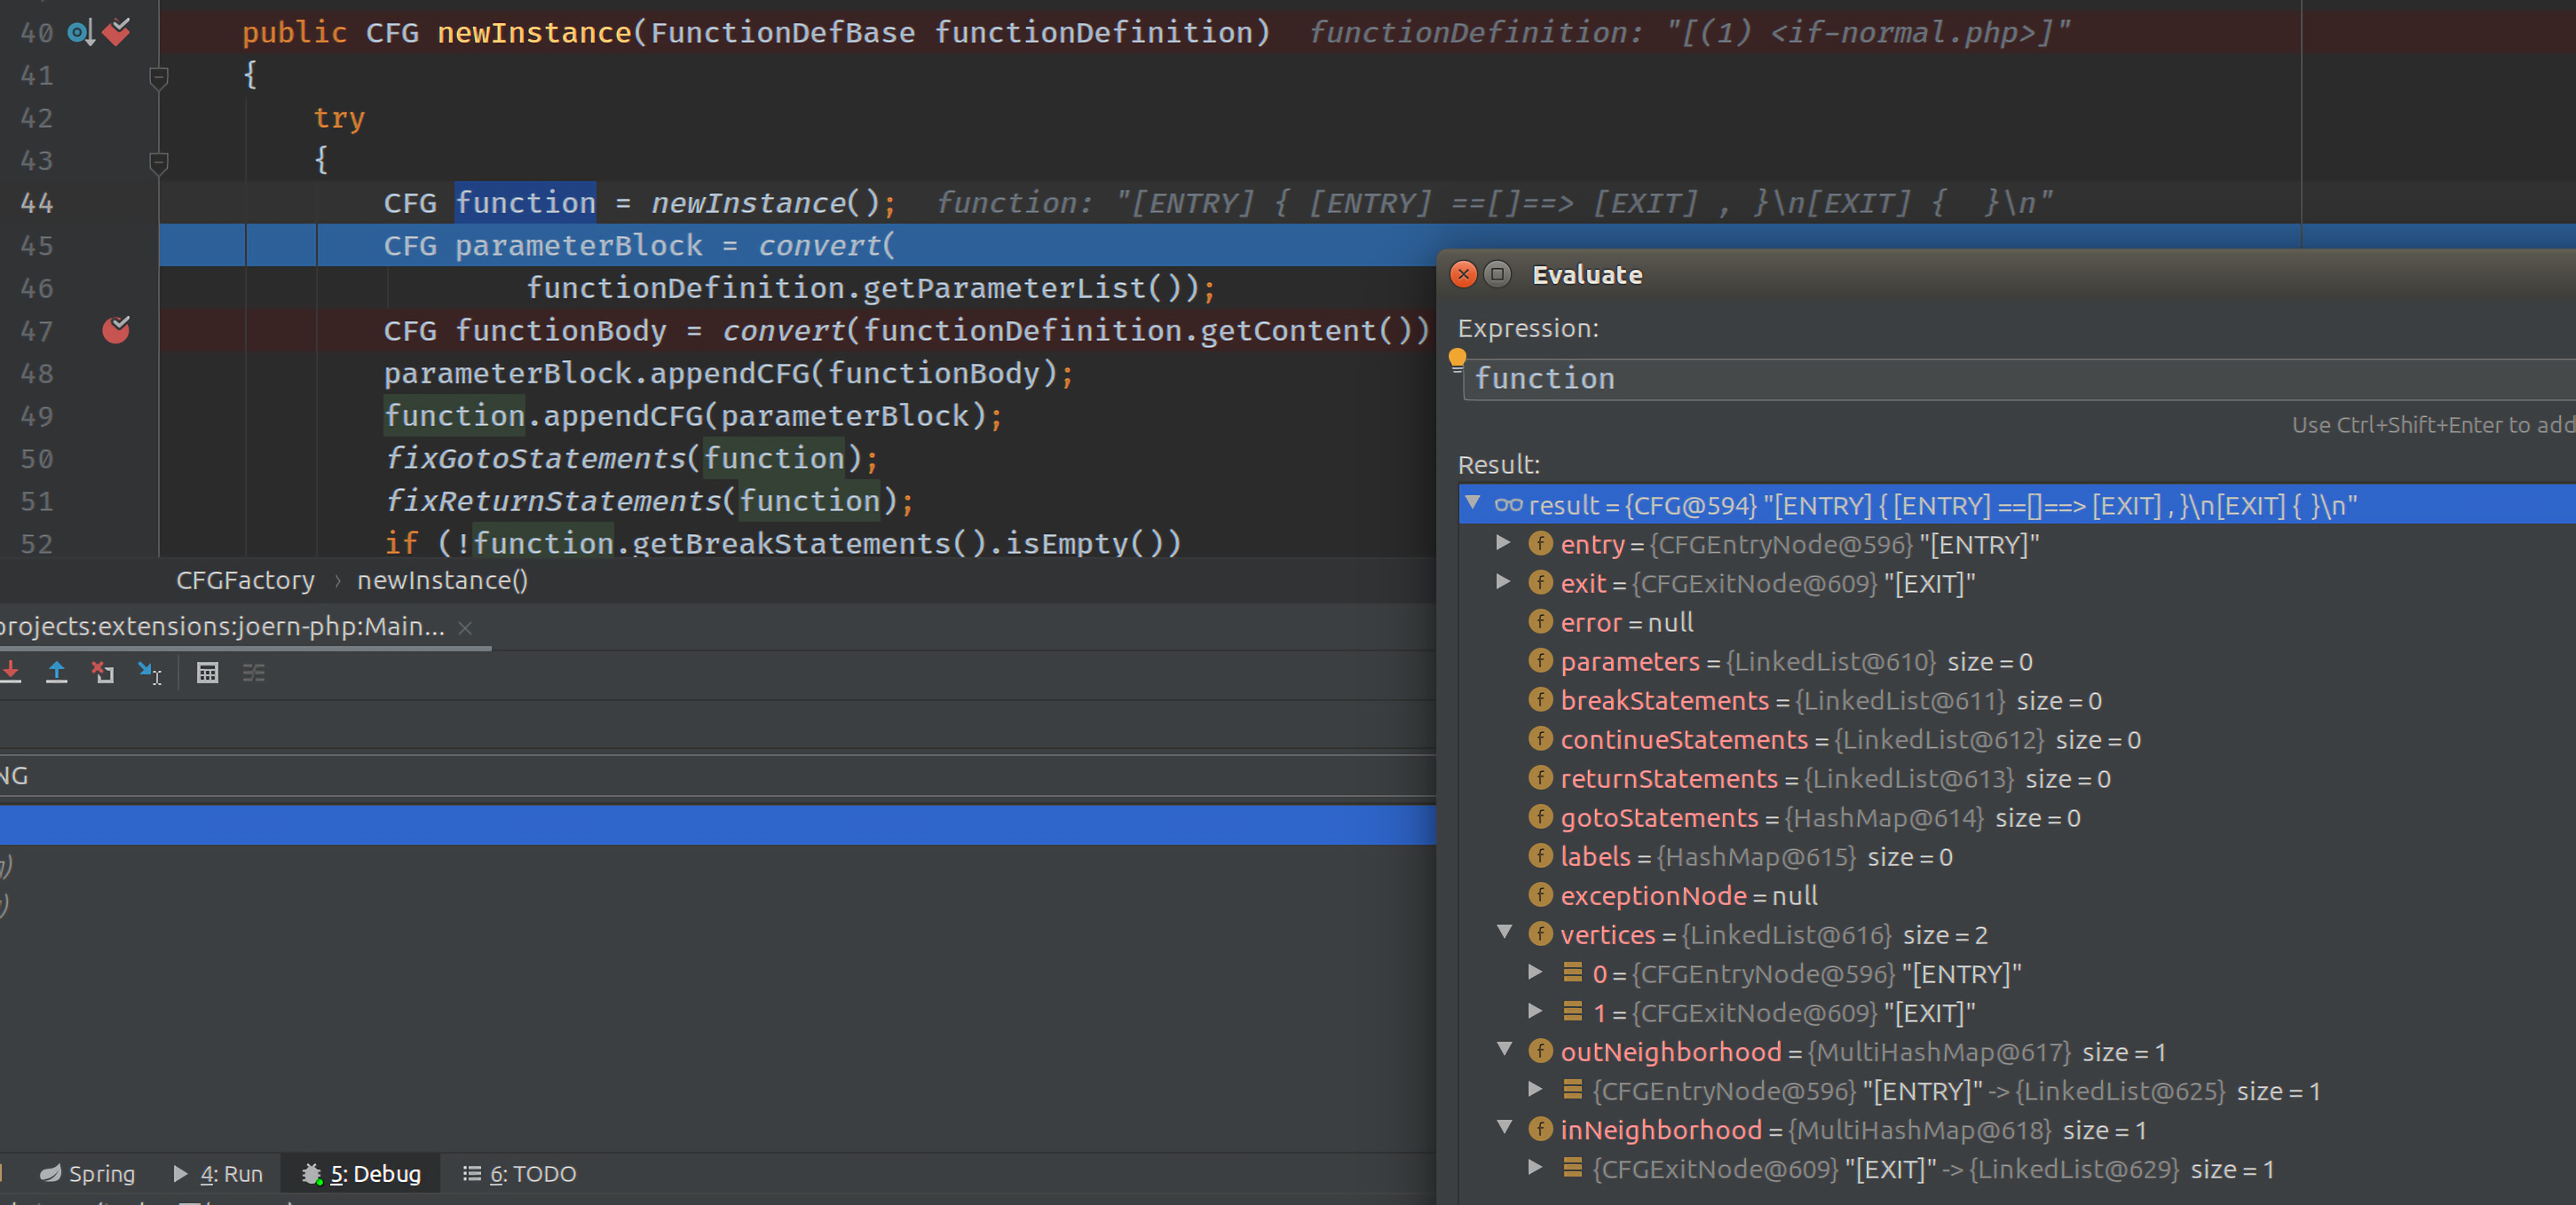 40 public CFG newInstance(FunctionDefBase functionDefinition) functionDefinition: "[(1) <if-normal.php>]"
41 {
42 try
43 {
44 CFG function = newInstance(); function: "[ENTRY] { [ENTRY] ==[]==> [EXIT] , }\n[EXIT] {  }\n"
45 CFG parameterBlock = convert(
46 functionDefinition.getParameterList());
47 CFG functionBody = convert(functionDefinition.getContent())
48 parameterBlock.appendCFG(functionBody);
49 function.appendCFG(parameterBlock);
50 fixGotoStatements(function);
51 fixReturnStatements(function);
52 if (!function.getBreakStatements().isEmpty())
CFGFactory › newInstance()
projects:extensions:joern-php:Main... ×
NG
Spring
4: Run
5: Debug
6: TODO
Evaluate
Expression:
function
Use Ctrl+Shift+Enter to add
Result:
result = {CFG@594} "[ENTRY] { [ENTRY] ==[]==> [EXIT] , }\n[EXIT] {  }\n"
entry = {CFGEntryNode@596} "[ENTRY]"
exit = {CFGExitNode@609} "[EXIT]"
error = null
parameters = {LinkedList@610} size = 0
breakStatements = {LinkedList@611} size = 0
continueStatements = {LinkedList@612} size = 0
returnStatements = {LinkedList@613} size = 0
gotoStatements = {HashMap@614} size = 0
labels = {HashMap@615} size = 0
exceptionNode = null
vertices = {LinkedList@616} size = 2
0 = {CFGEntryNode@596} "[ENTRY]"
1 = {CFGExitNode@609} "[EXIT]"
outNeighborhood = {MultiHashMap@617} size = 1
{CFGEntryNode@596} "[ENTRY]" -> {LinkedList@625} size = 1
inNeighborhood = {MultiHashMap@618} size = 1
{CFGExitNode@609} "[EXIT]" -> {LinkedList@629} size = 1